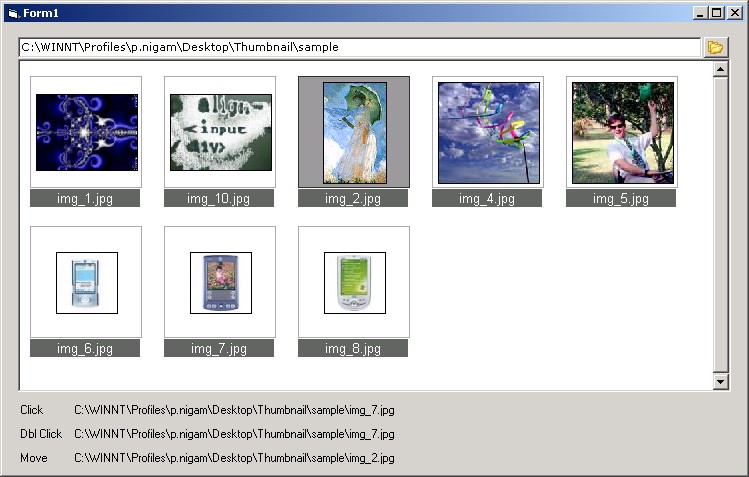 Form1
C:\WINNT\Profiles\p.nigam\Desktop\Thumbnail\sample
align-
<input
div>
img_1.jpg img_10.jpg img_2.jpg img_4.jpg img_5.jpg
img_6.jpg img_7.jpg img_8.jpg
Click C:\WINNT\Profiles\p.nigam\Desktop\Thumbnail\sample\img_7.jpg
Dbl Click C:\WINNT\Profiles\p.nigam\Desktop\Thumbnail\sample\img_7.jpg
Move C:\WINNT\Profiles\p.nigam\Desktop\Thumbnail\sample\img_2.jpg